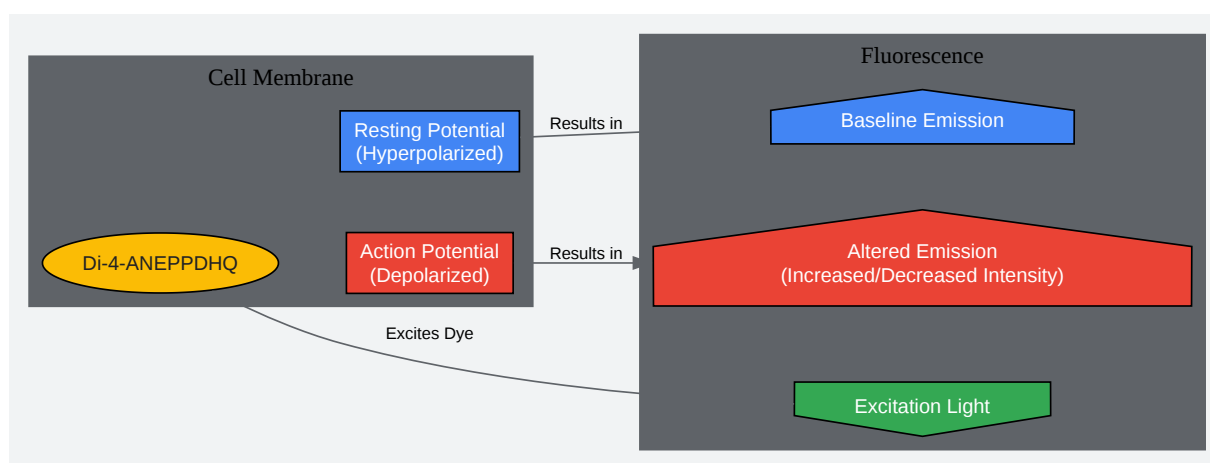 Cell Membrane
Resting Potential
(Hyperpolarized)
Di-4-ANEPPDHQ
Action Potential
(Depolarized)
Results in
Results in
Excites Dye
Fluorescence
Baseline Emission
Altered Emission
(Increased/Decreased Intensity)
Excitation Light